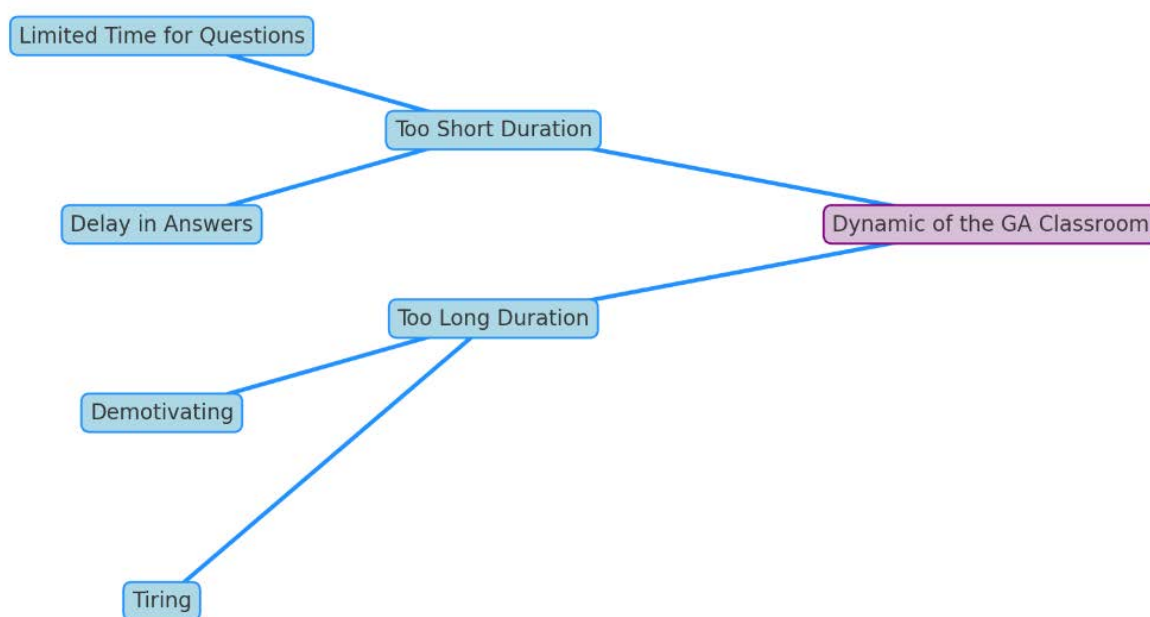 Limited Time for Questions
Too Short Duration
Delay in Answers
Dynamic of the GA Classroom
Too Long Duration
Demotivating
Tiring